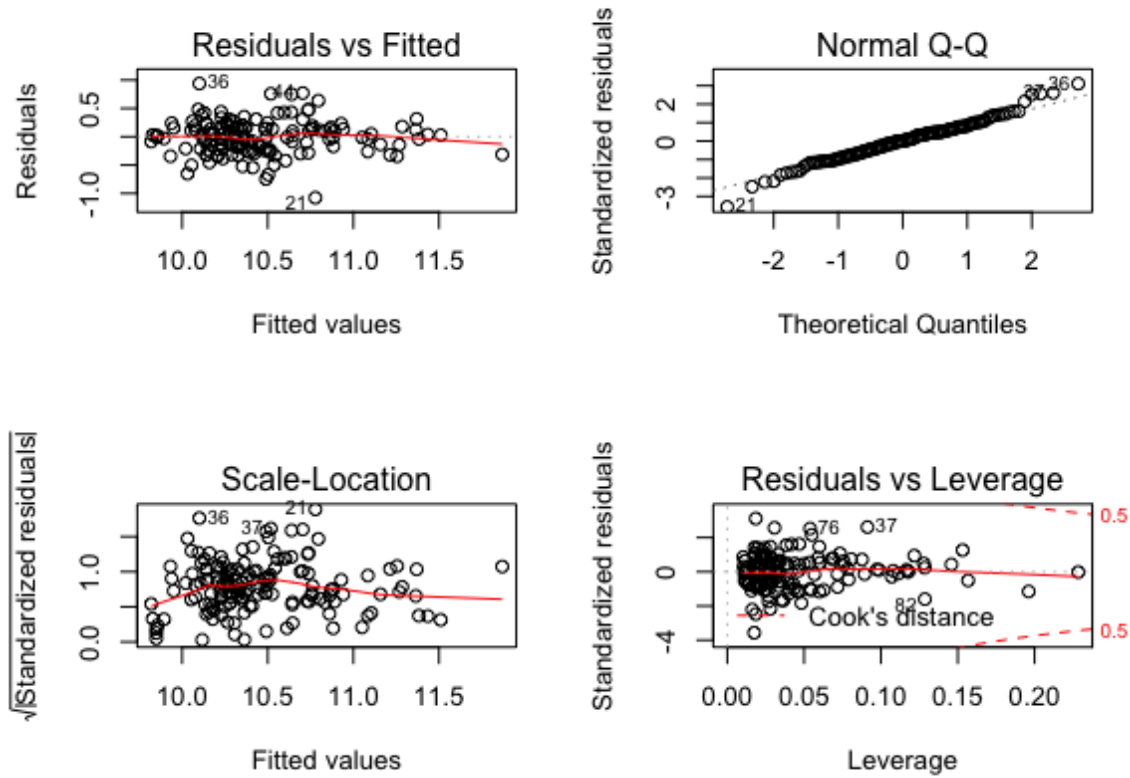 Residuals vs Fitted
Residuals
0.5
-1.0
36
44
21
10.0 10.5 11.0 11.5
Fitted values
Normal Q-Q
Standardized residuals
2
0
-3
37 36
21
-2 -1 0 1 2
Theoretical Quantiles
Scale-Location
√|Standardized residuals|
1.0
0.0
36
37
21
10.0 10.5 11.0 11.5
Fitted values
Residuals vs Leverage
Standardized residuals
0
-4
76
37
82
Cook's distance
0.5
0.5
0.00 0.05 0.10 0.15 0.20
Leverage